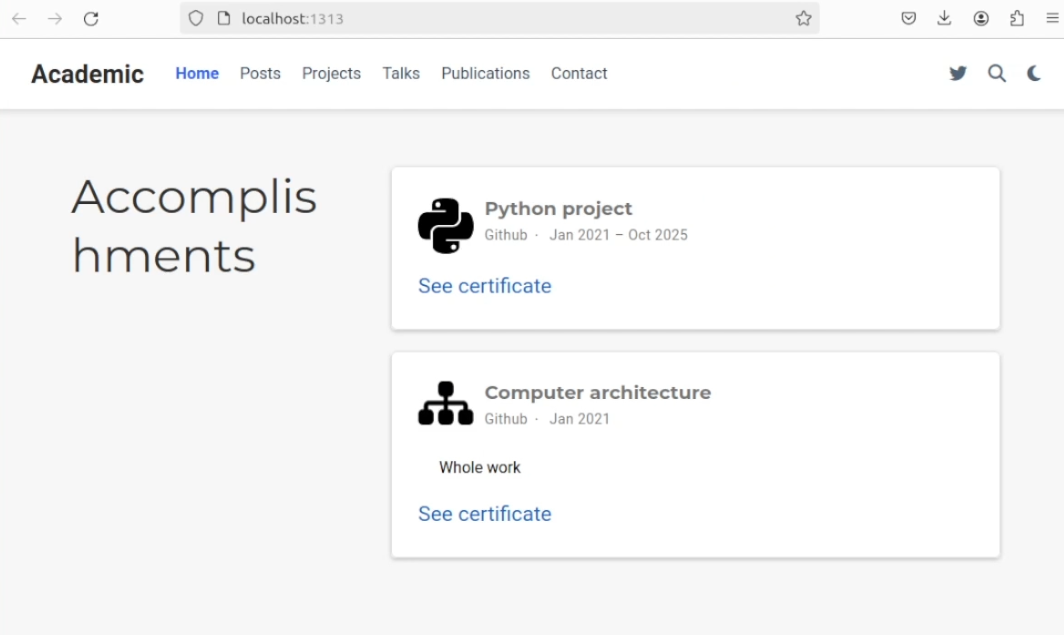 localhost:1313
Academic Home Posts Projects Talks Publications Contact
Accomplis
hments
Python project
Github · Jan 2021 – Oct 2025
See certificate
Computer architecture
Github · Jan 2021
Whole work
See certificate